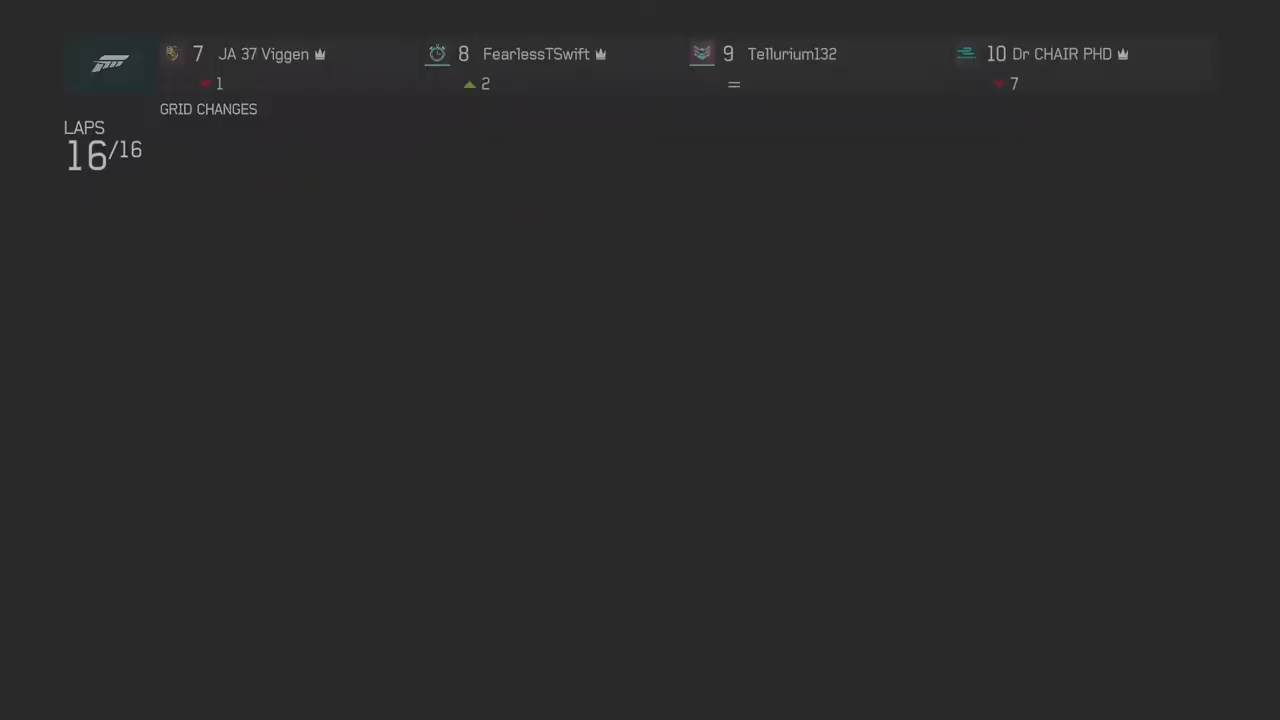 7 JA 37 Viggen
1
8 FearlessTSwift
2
9 Tellurium132
=
10 Dr CHAIR PHD
7
GRID CHANGES
LAPS
16/16